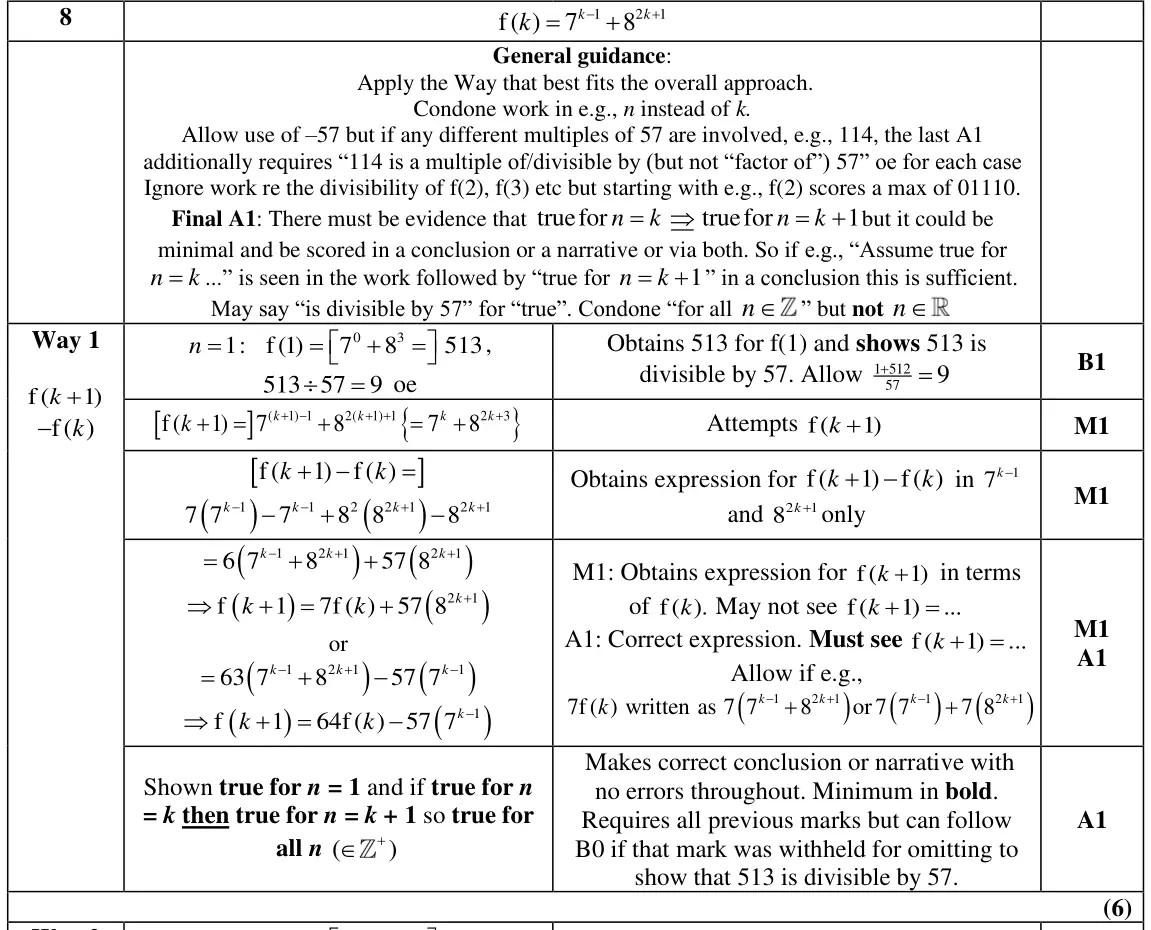 8
f(k) = 7^{k−1} + 8^{2k+1}
General guidance:
Apply the Way that best fits the overall approach.
Condone work in e.g., n instead of k.
Allow use of –57 but if any different multiples of 57 are involved, e.g., 114, the last A1
additionally requires “114 is a multiple of/divisible by (but not “factor of”) 57” oe for each case
Ignore work re the divisibility of f(2), f(3) etc but starting with e.g., f(2) scores a max of 01110.
Final A1: There must be evidence that true for n = k ⇒ true for n = k + 1 but it could be
minimal and be scored in a conclusion or a narrative or via both. So if e.g., “Assume true for
n = k ...” is seen in the work followed by “true for n = k + 1” in a conclusion this is sufficient.
May say “is divisible by 57” for “true”. Condone “for all n ∈ ℤ” but not n ∈ ℝ
Way 1
f(k + 1)
−f(k)
n = 1: f(1) = [7^0 + 8^3 =] 513,
513 ÷ 57 = 9 oe
Obtains 513 for f(1) and shows 513 is
divisible by 57. Allow (1+512)/57 = 9
B1
[f(k + 1) =] 7^{(k+1)−1} + 8^{2(k+1)+1} {= 7^k + 8^{2k+3}}
Attempts f(k + 1)
M1
[f(k + 1) − f(k) =]
7(7^{k−1}) − 7^{k−1} + 8^2(8^{2k+1}) − 8^{2k+1}
Obtains expression for f(k + 1) − f(k) in 7^{k−1}
and 8^{2k+1} only
M1
= 6(7^{k−1} + 8^{2k+1}) + 57(8^{2k+1})
⇒ f(k + 1) = 7f(k) + 57(8^{2k+1})
or
= 63(7^{k−1} + 8^{2k+1}) − 57(7^{k−1})
⇒ f(k + 1) = 64f(k) − 57(7^{k−1})
M1: Obtains expression for f(k + 1) in terms
of f(k). May not see f(k + 1) = ...
A1: Correct expression. Must see f(k + 1) = ...
Allow if e.g.,
7f(k) written as 7(7^{k−1} + 8^{2k+1}) or 7(7^{k−1}) + 7(8^{2k+1})
M1
A1
Shown true for n = 1 and if true for n
= k then true for n = k + 1 so true for
all n (∈ ℤ⁺)
Makes correct conclusion or narrative with
no errors throughout. Minimum in bold.
Requires all previous marks but can follow
B0 if that mark was withheld for omitting to
show that 513 is divisible by 57.
A1
(6)